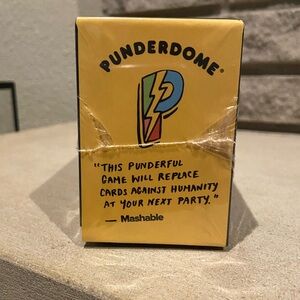 PUNDERDOME®
P
"THIS PUNDERFUL
GAME WILL REPLACE
CARDS AGAINST HUMANITY
AT YOUR NEXT PARTY."
— Mashable